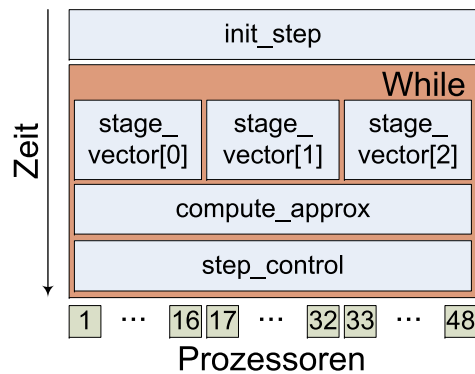 Zeit
init_step
While
stage_
vector[0]
stage_
vector[1]
stage_
vector[2]
compute_approx
step_control
1 ... 16 17 ... 32 33 ... 48
Prozessoren